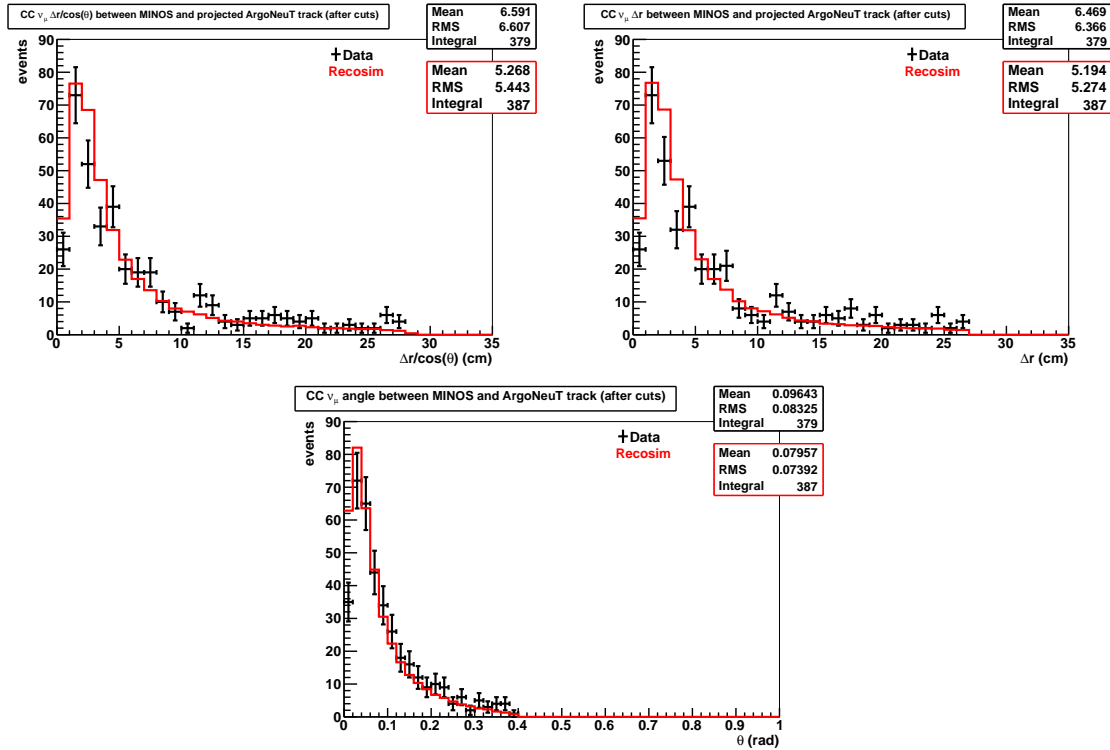 CC νμ Δr/cos(θ) between MINOS and projected ArgoNeuT track (after cuts)
Mean 6.591
RMS 6.607
Integral 379
Mean 5.268
RMS 5.443
Integral 387
Data
Recosim
events
90
80
70
60
50
40
30
20
10
0
0 5 10 15 20 25 30 35
Δr/cos(θ) (cm)
CC νμ Δr between MINOS and projected ArgoNeuT track (after cuts)
Mean 6.469
RMS 6.366
Integral 379
Mean 5.194
RMS 5.274
Integral 387
Data
Recosim
events
90
80
70
60
50
40
30
20
10
0
0 5 10 15 20 25 30 35
Δr (cm)
CC νμ angle between MINOS and ArgoNeuT track (after cuts)
Mean 0.09643
RMS 0.08325
Integral 379
Mean 0.07957
RMS 0.07392
Integral 387
Data
Recosim
events
90
80
70
60
50
40
30
20
10
0
0 0.1 0.2 0.3 0.4 0.5 0.6 0.7 0.8 0.9 1
θ (rad)